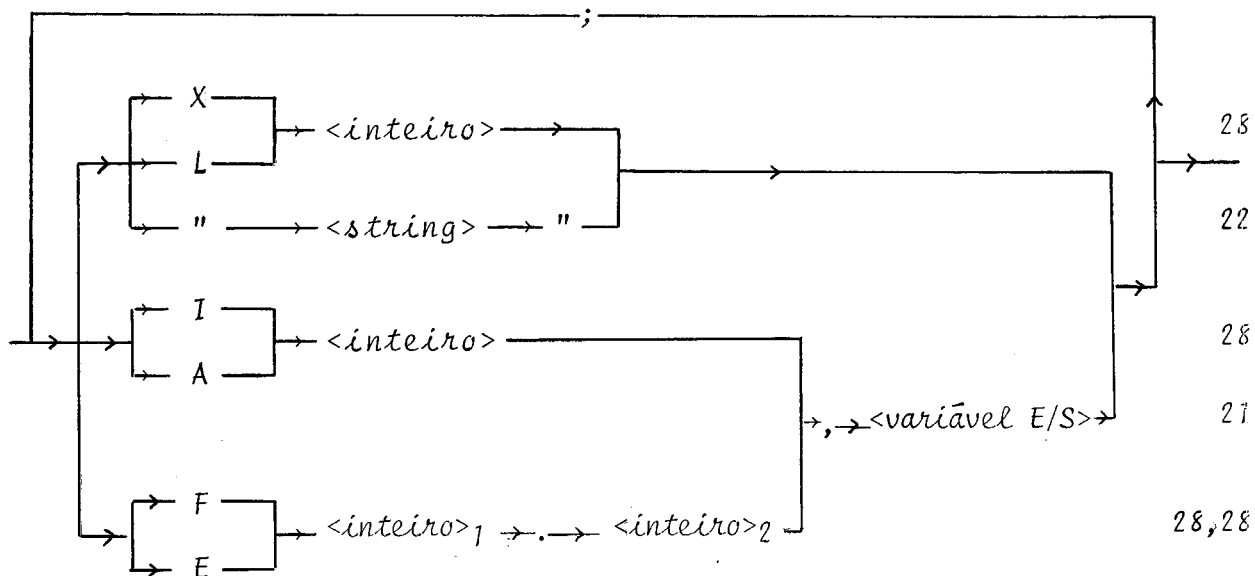 ;
X
<inteiro> 28
L
" <string> " 22
I
<inteiro> 28
A
, <variável E/S> 21
F
<inteiro>1 . <inteiro>2 28,28
E